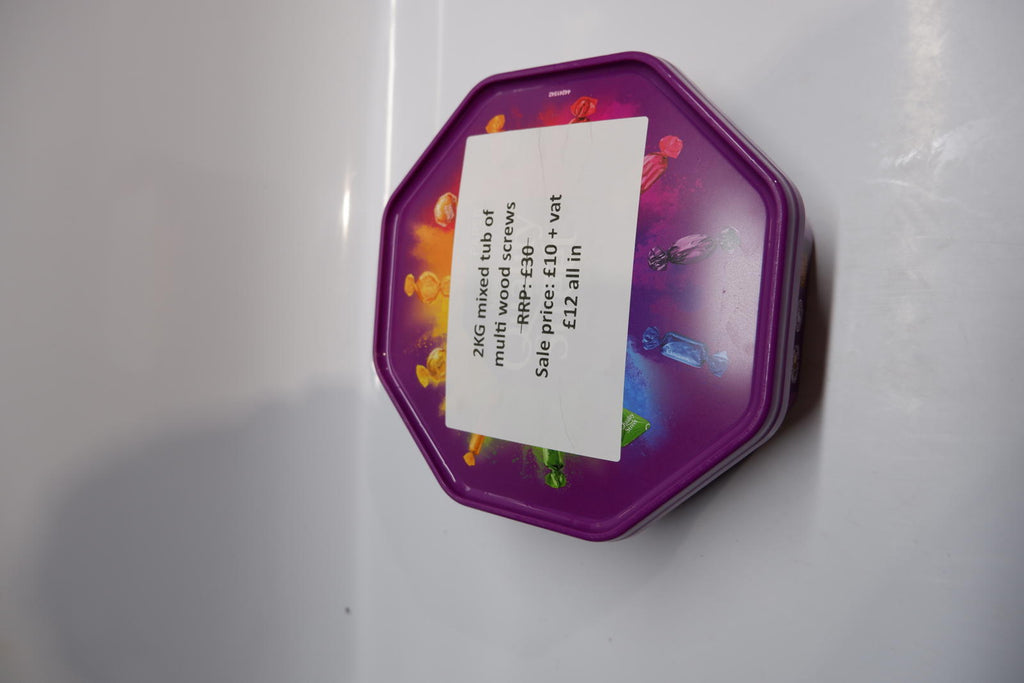 2KG mixed tub of
multi wood screws
RRP: £30
Sale price: £10 + vat
£12 all in